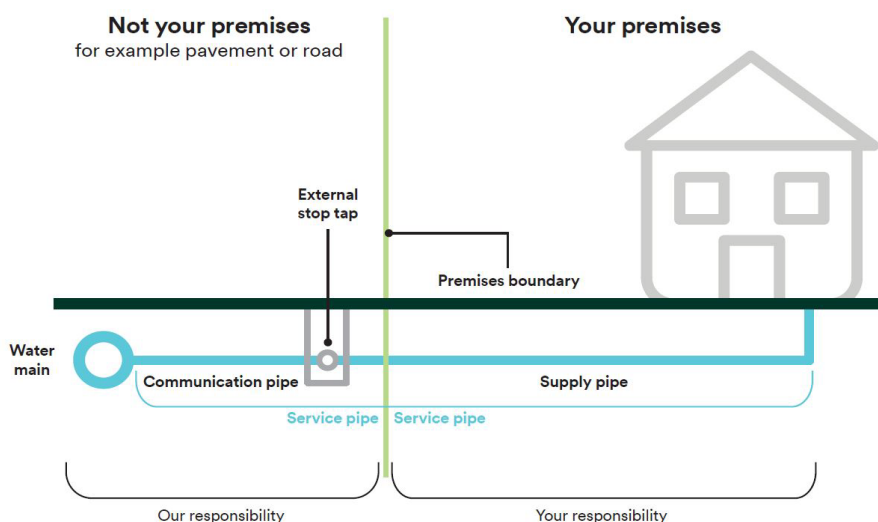 Not your premises
for example pavement or road
Your premises
External
stop tap
Premises boundary
Water
main
Communication pipe
Supply pipe
Service pipe
Service pipe
Our responsibility
Your responsibility